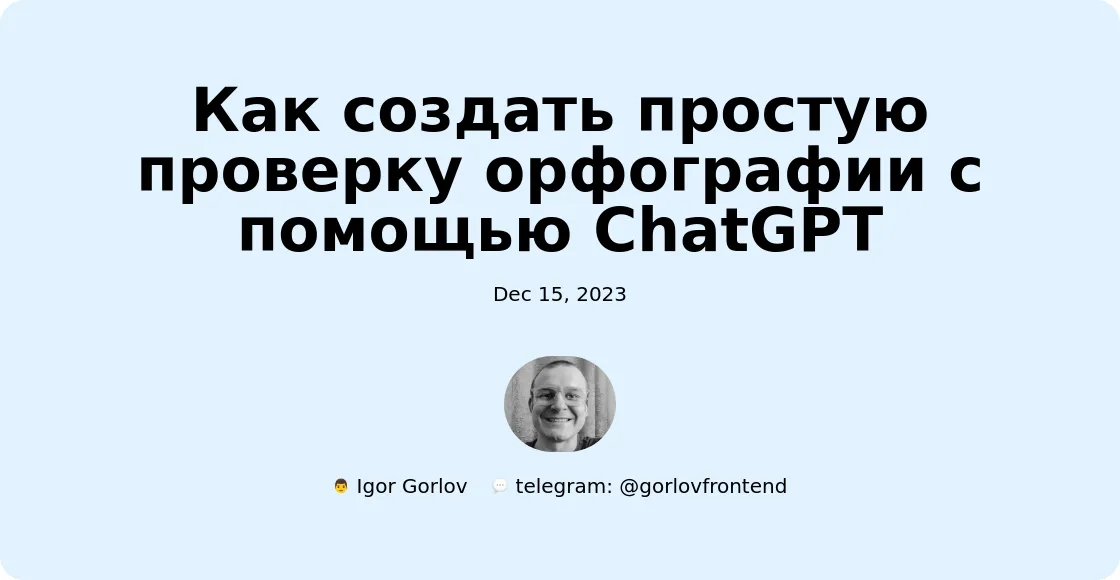 Как создать простую
проверку орфографии с
помощью ChatGPT
Dec 15, 2023
Igor Gorlov telegram: @gorlovfrontend